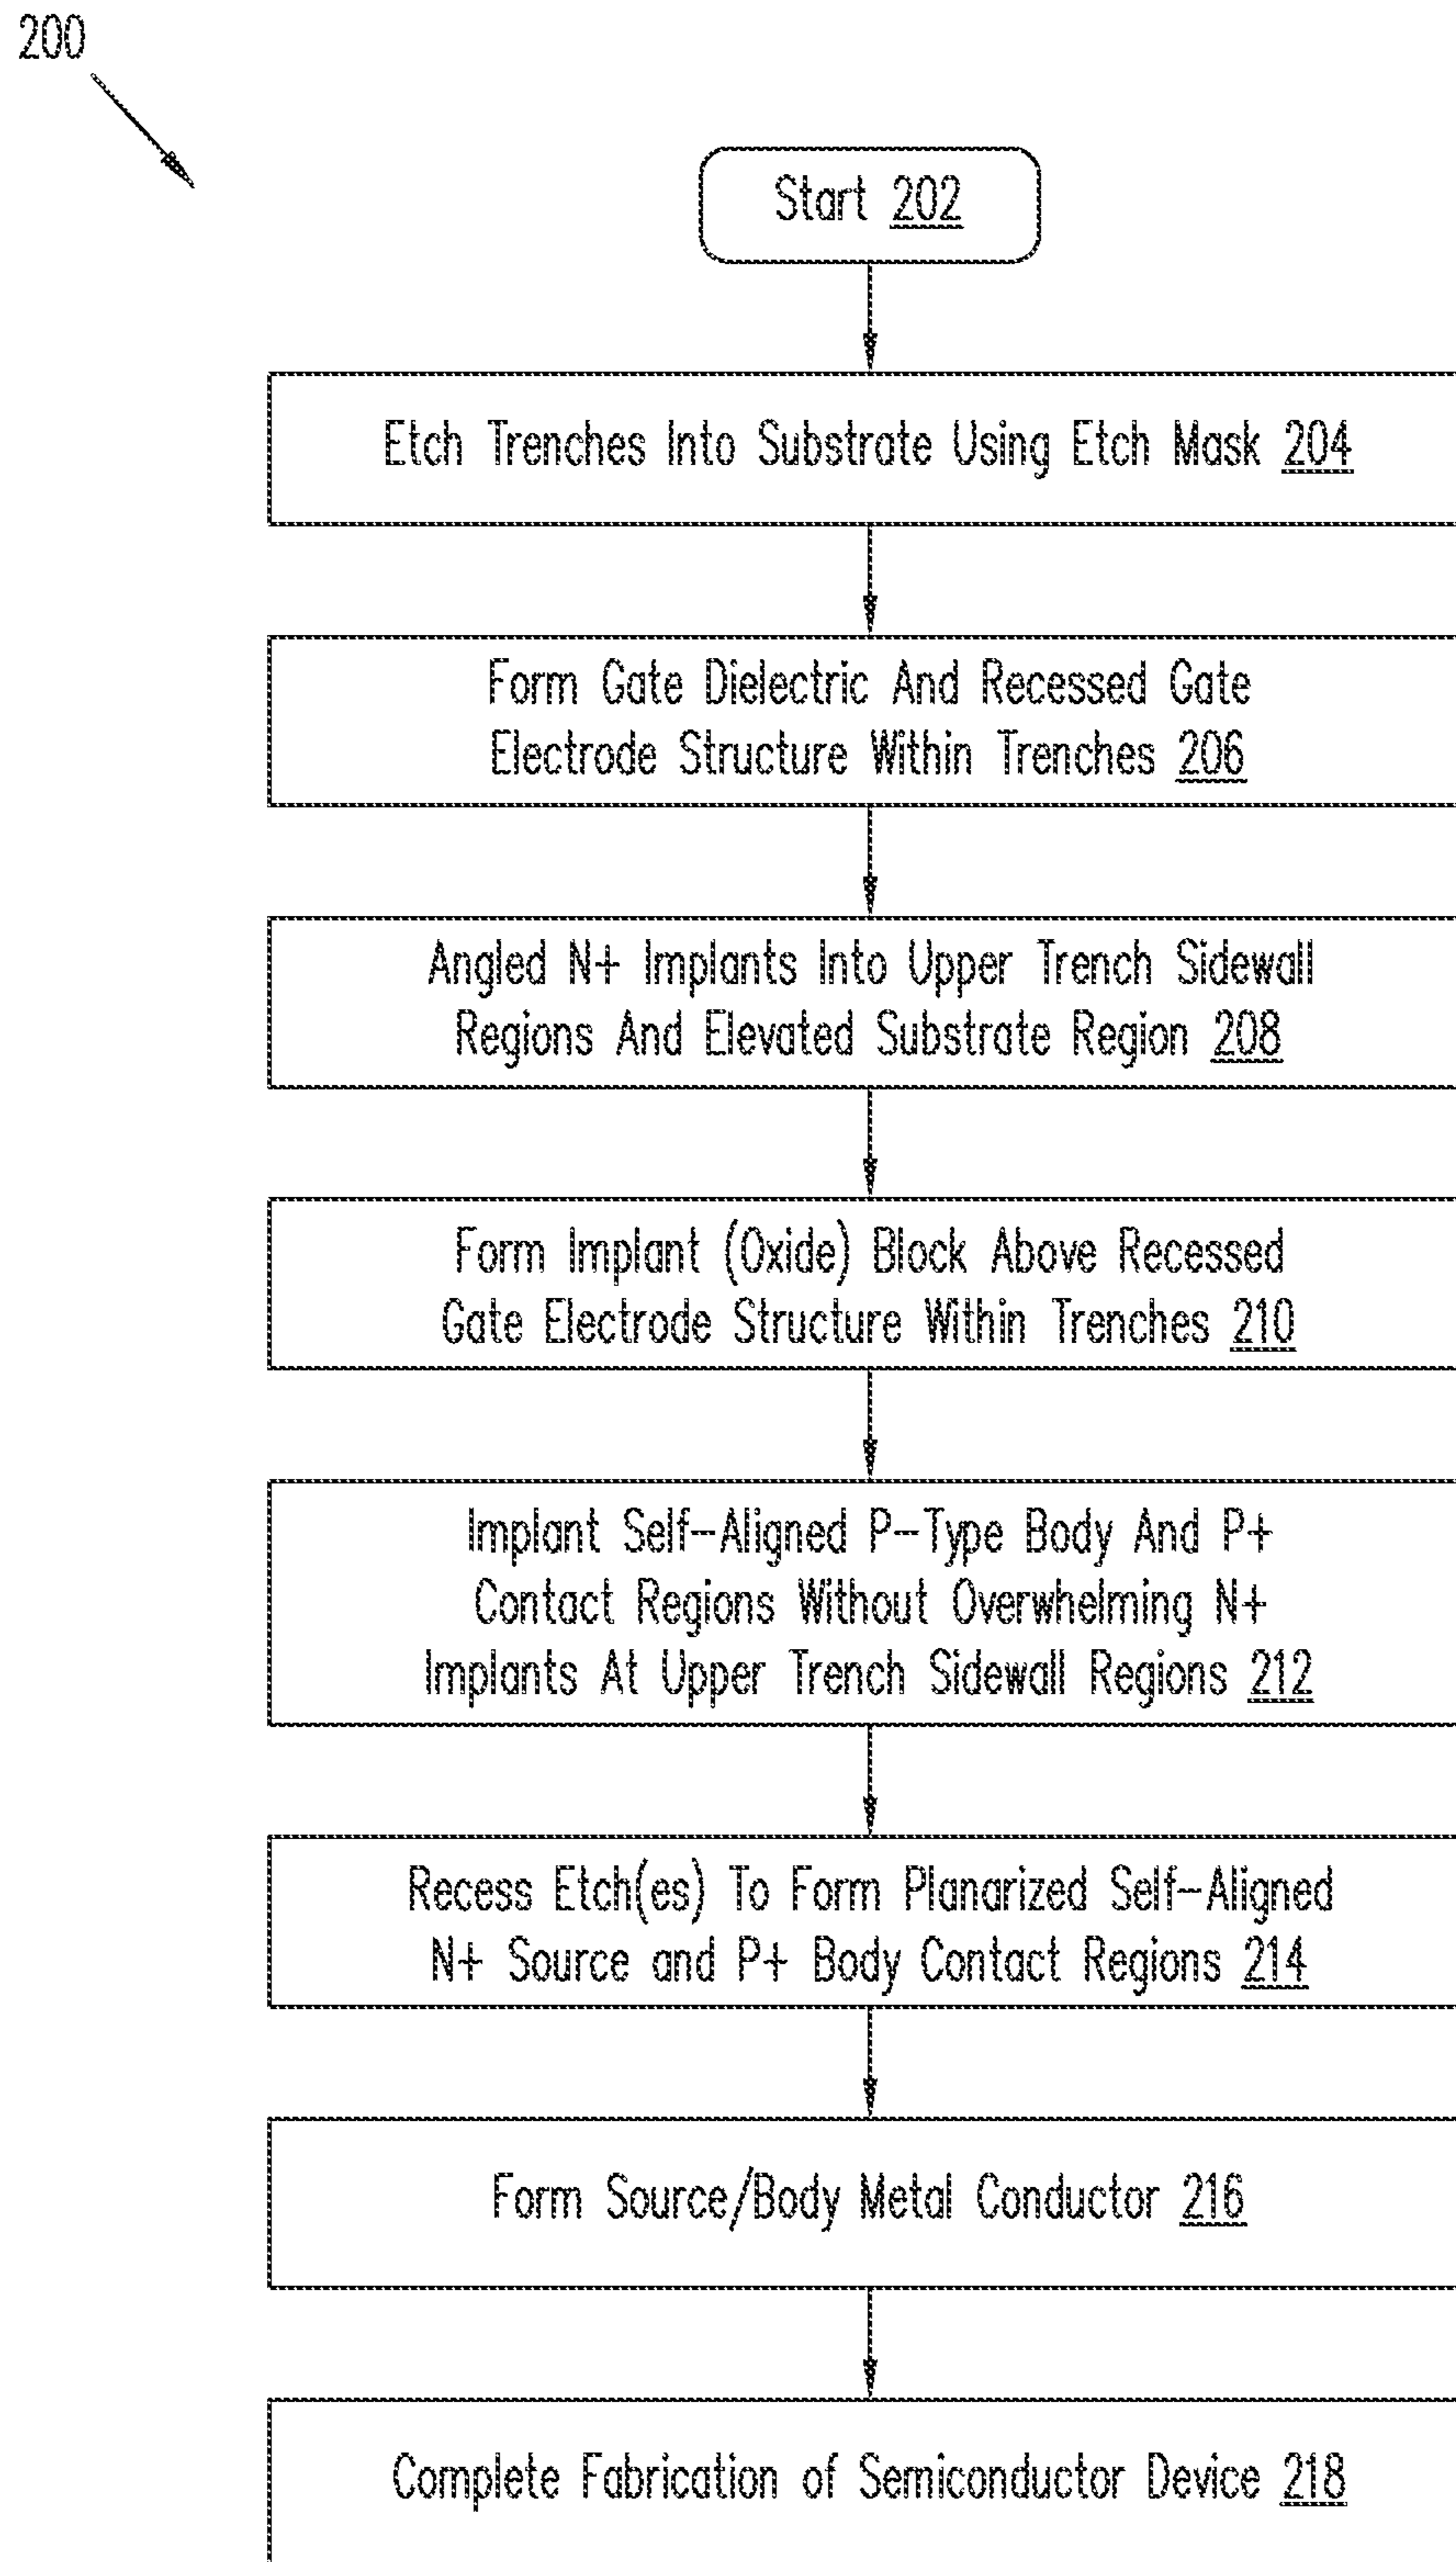 200
Start 202
Etch Trenches Into Substrate Using Etch Mask 204
Form Gate Dielectric And Recessed Gate
Electrode Structure Within Trenches 206
Angled N+ Implants Into Upper Trench Sidewall
Regions And Elevated Substrate Region 208
Form Implant (Oxide) Block Above Recessed
Gate Electrode Structure Within Trenches 210
Implant Self-Aligned P-Type Body And P+
Contact Regions Without Overwhelming N+
Implants At Upper Trench Sidewall Regions 212
Recess Etch(es) To Form Planarized Self-Aligned
N+ Source and P+ Body Contact Regions 214
Form Source/Body Metal Conductor 216
Complete Fabrication of Semiconductor Device 218